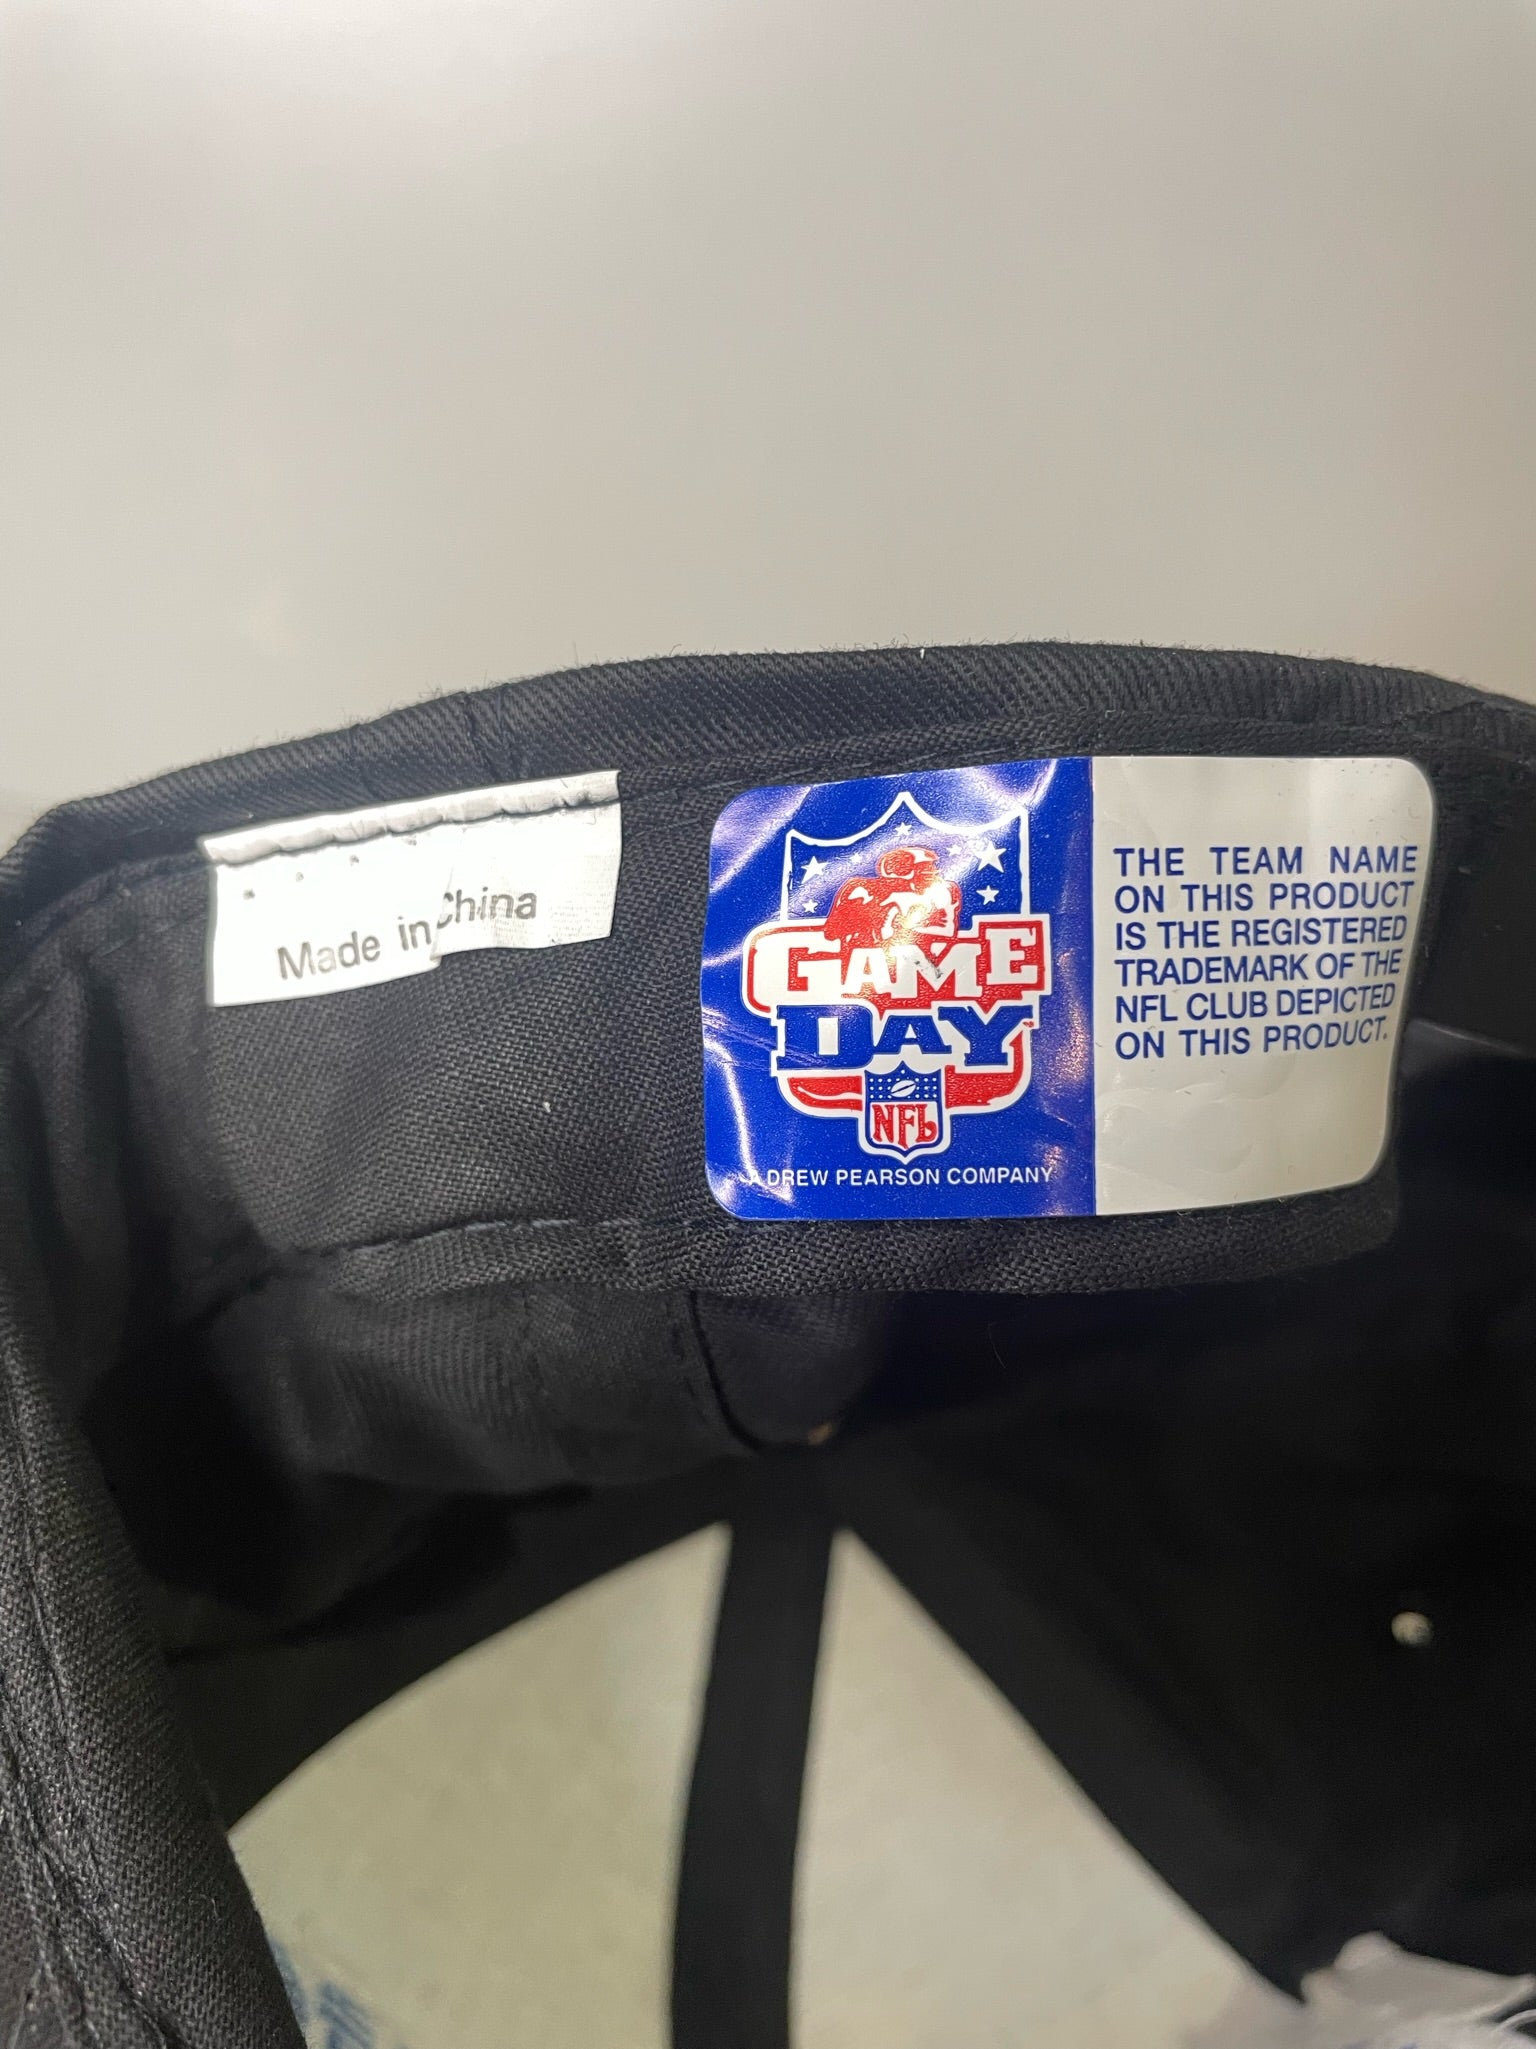 Made in China
GAME
DAY
NFL
A DREW PEARSON COMPANY
THE TEAM NAME
ON THIS PRODUCT
IS THE REGISTERED
TRADEMARK OF THE
NFL CLUB DEPICTED
ON THIS PRODUCT.